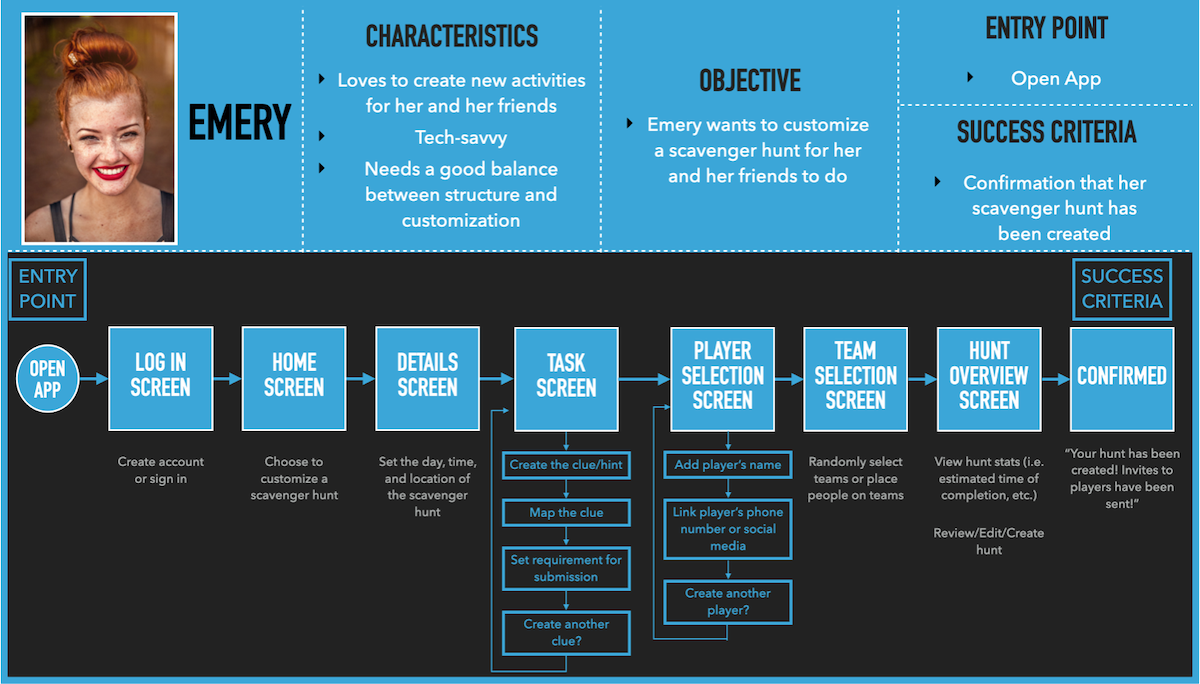 EMERY
CHARACTERISTICS
Loves to create new activities
for her and her friends
Tech-savvy
Needs a good balance
between structure and
customization
OBJECTIVE
Emery wants to customize
a scavenger hunt for her
and her friends to do
ENTRY POINT
Open App
SUCCESS CRITERIA
Confirmation that her
scavenger hunt has
been created
ENTRY
POINT
SUCCESS
CRITERIA
OPEN
APP
LOG IN
SCREEN
Create account
or sign in
HOME
SCREEN
Choose to
customize a
scavenger hunt
DETAILS
SCREEN
Set the day, time,
and location of
the scavenger
hunt
TASK
SCREEN
Create the clue/hint
Map the clue
Set requirement for
submission
Create another
clue?
PLAYER
SELECTION
SCREEN
Add player's name
Link player's phone
number or social
media
Create another
player?
TEAM
SELECTION
SCREEN
Randomly select
teams or place
people on teams
HUNT
OVERVIEW
SCREEN
View hunt stats (i.e.
estimated time of
completion, etc.)
Review/Edit/Create
hunt
CONFIRMED
"Your hunt has been
created! Invites to
players have been
sent!"